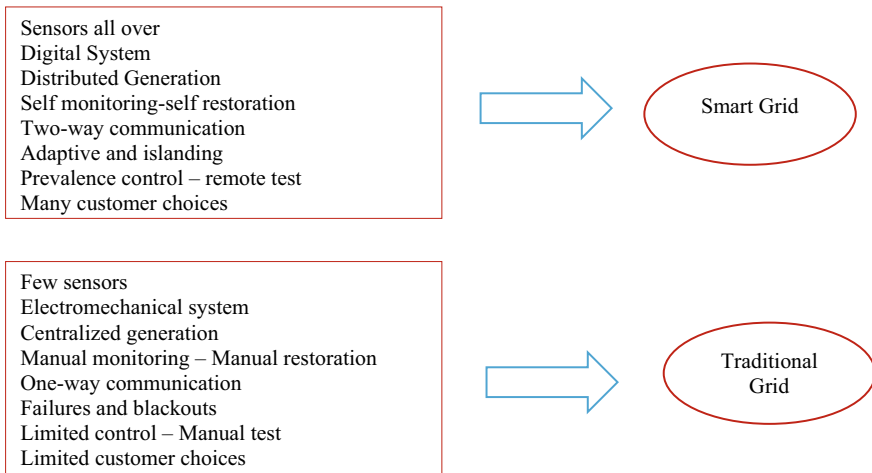 Sensors all over
Digital System
Distributed Generation
Self monitoring-self restoration
Two-way communication
Adaptive and islanding
Prevalence control – remote test
Many customer choices
Smart Grid
Few sensors
Electromechanical system
Centralized generation
Manual monitoring – Manual restoration
One-way communication
Failures and blackouts
Limited control – Manual test
Limited customer choices
Traditional
Grid